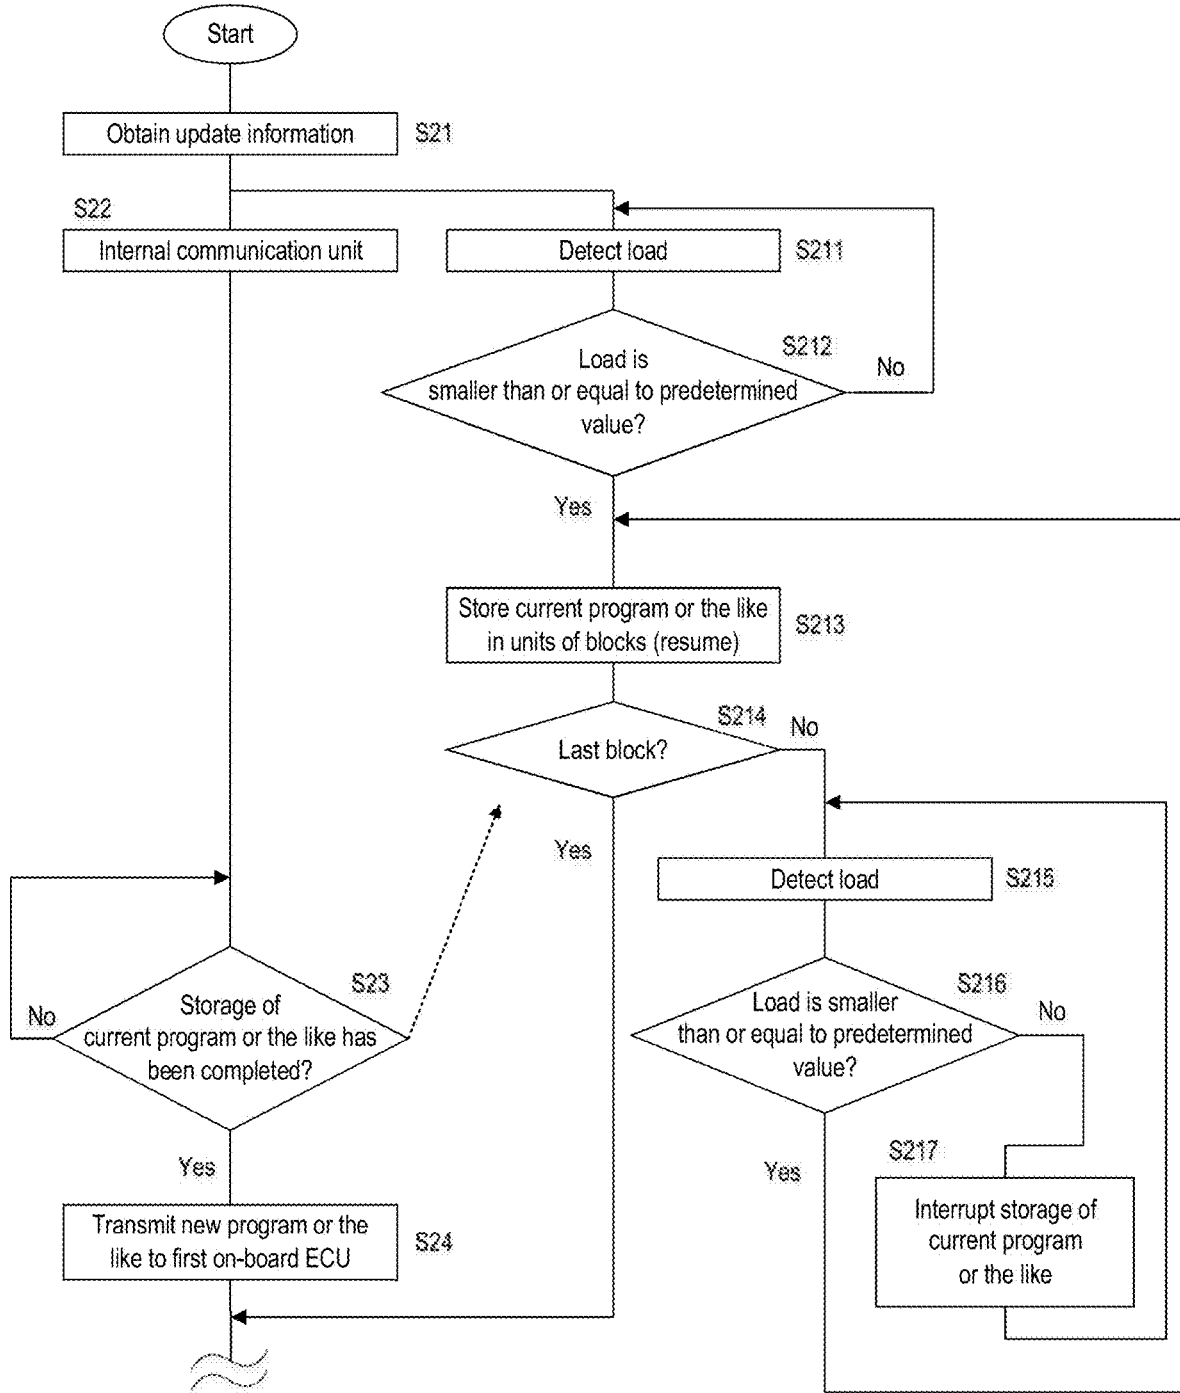 Start
Obtain update information
S21
S22
Internal communication unit
Detect load
S211
Load is
smaller than or equal to predetermined
value?
S212
No
Yes
Store current program or the like
in units of blocks (resume)
S213
Last block?
S214
No
Yes
Detect load
S215
Storage of
current program or the like has
been completed?
S23
No
Load is smaller
than or equal to predetermined
value?
S216
No
Yes
Yes
S217
Interrupt storage of
current program
or the like
Transmit new program or the
like to first on-board ECU
S24